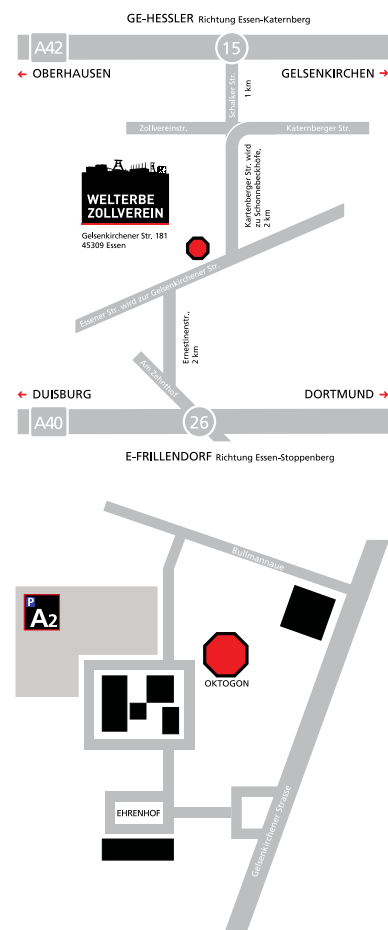 GE-HESSLER Richtung Essen-Katernberg
A42
15
← OBERHAUSEN
GELSENKIRCHEN →
Schalker Str.
1 km
Zollvereinstr.
Katernberger Str.
Kartenberger Str. wird
zu Schonnebeckhöfe,
2 km
WELTERBE
ZOLLVEREIN
Gelsenkirchener Str. 181
45309 Essen
Essener Str. wird zur Gelsenkirchener Str.
Ernestinenstr.,
2 km
Am Zehnthof
← DUISBURG
DORTMUND →
A40
26
E-FRILLENDORF Richtung Essen-Stoppenberg
Bullmannaue
P
A2
OKTOGON
EHRENHOF
Gelsenkirchener Strasse